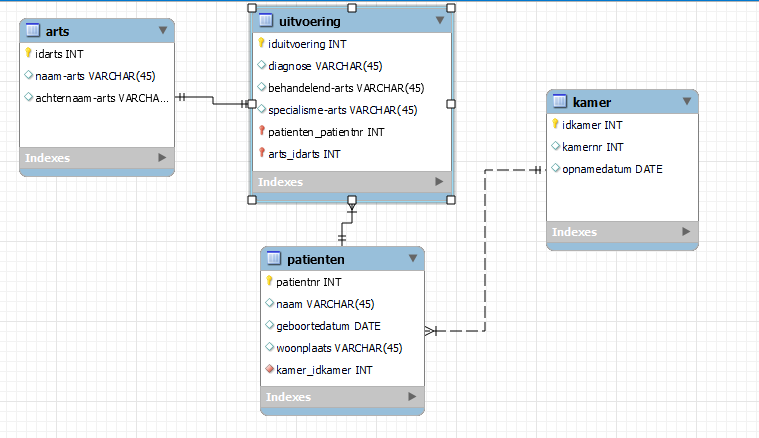 arts
idarts INT
naam-arts VARCHAR(45)
achternaam-arts VARCHA...
Indexes
uitvoering
iduitvoering INT
diagnose VARCHAR(45)
behandelend-arts VARCHAR(45)
specialisme-arts VARCHAR(45)
patienten_patientnr INT
arts_idarts INT
Indexes
kamer
idkamer INT
kamernr INT
opnamedatum DATE
Indexes
patienten
patientnr INT
naam VARCHAR(45)
geboortedatum DATE
woonplaats VARCHAR(45)
kamer_idkamer INT
Indexes